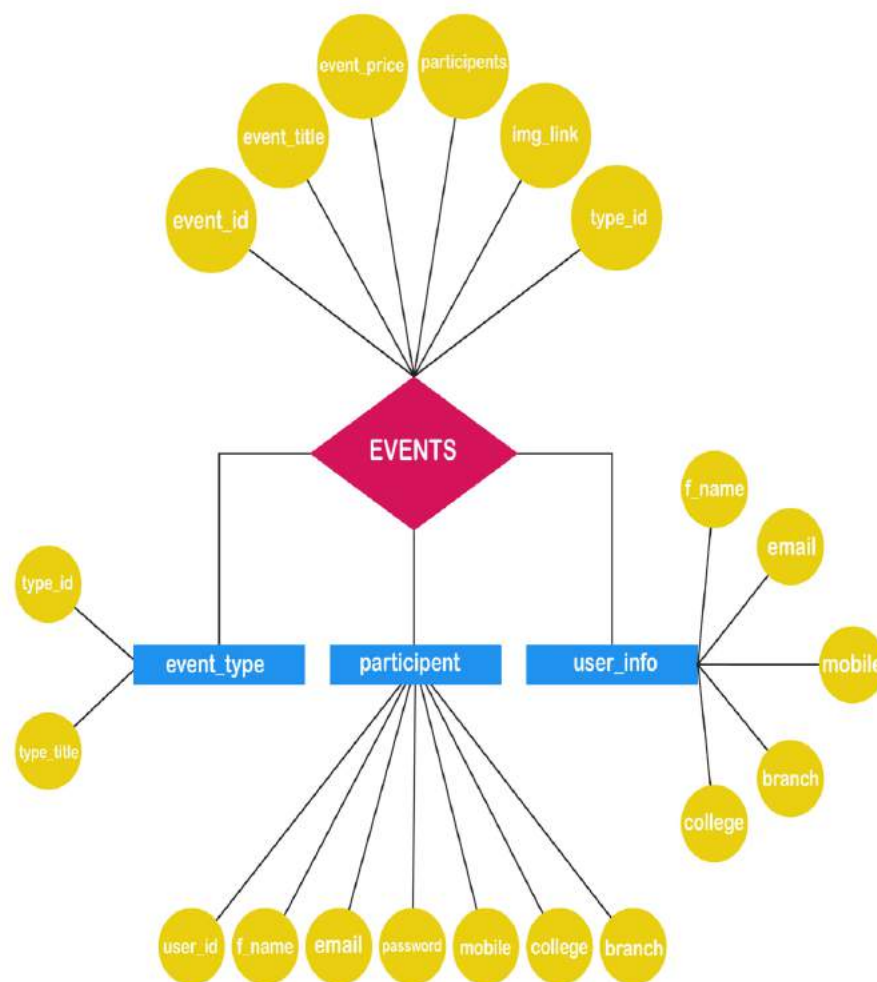 event_price
participents
event_title
img_link
event_id
type_id
EVENTS
f_name
email
type_id
event_type
participent
user_info
mobile
type_title
branch
college
user_id
f_name
email
password
mobile
college
branch